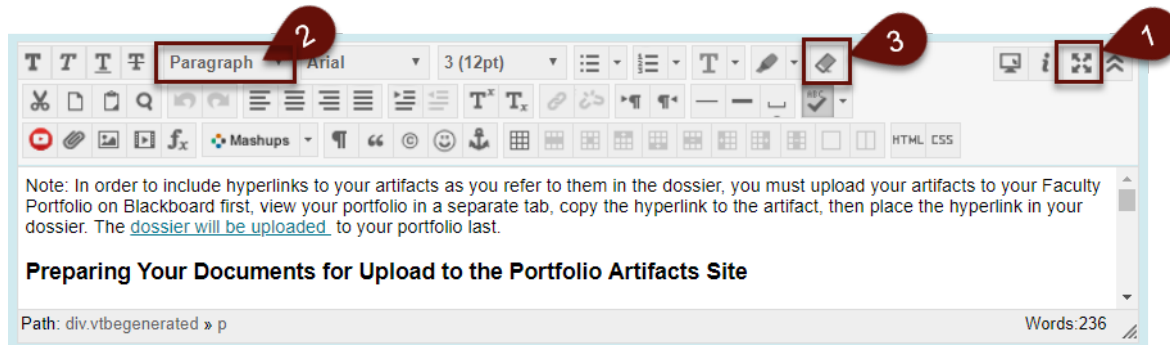 2
3
1
T T T T Paragraph Arial 3 (12pt) T i
T˟ Tₓ ABC
fx Mashups ¶ “ © HTML CSS
Note: In order to include hyperlinks to your artifacts as you refer to them in the dossier, you must upload your artifacts to your Faculty
Portfolio on Blackboard first, view your portfolio in a separate tab, copy the hyperlink to the artifact, then place the hyperlink in your
dossier. The dossier will be uploaded to your portfolio last.
Preparing Your Documents for Upload to the Portfolio Artifacts Site
Path: div.vtbegenerated » p Words:236